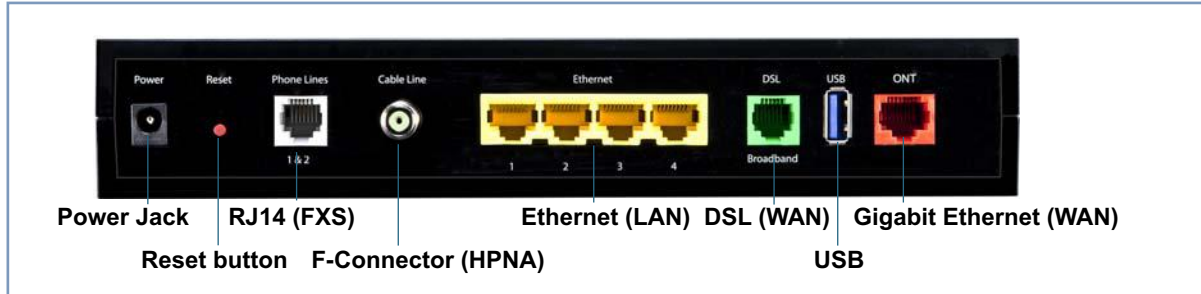 Power Reset Phone Lines Cable Line Ethernet DSL USB ONT
1 & 2 1 2 3 4 Broadband
Power Jack RJ14 (FXS) Ethernet (LAN) DSL (WAN) Gigabit Ethernet (WAN)
Reset button F-Connector (HPNA) USB